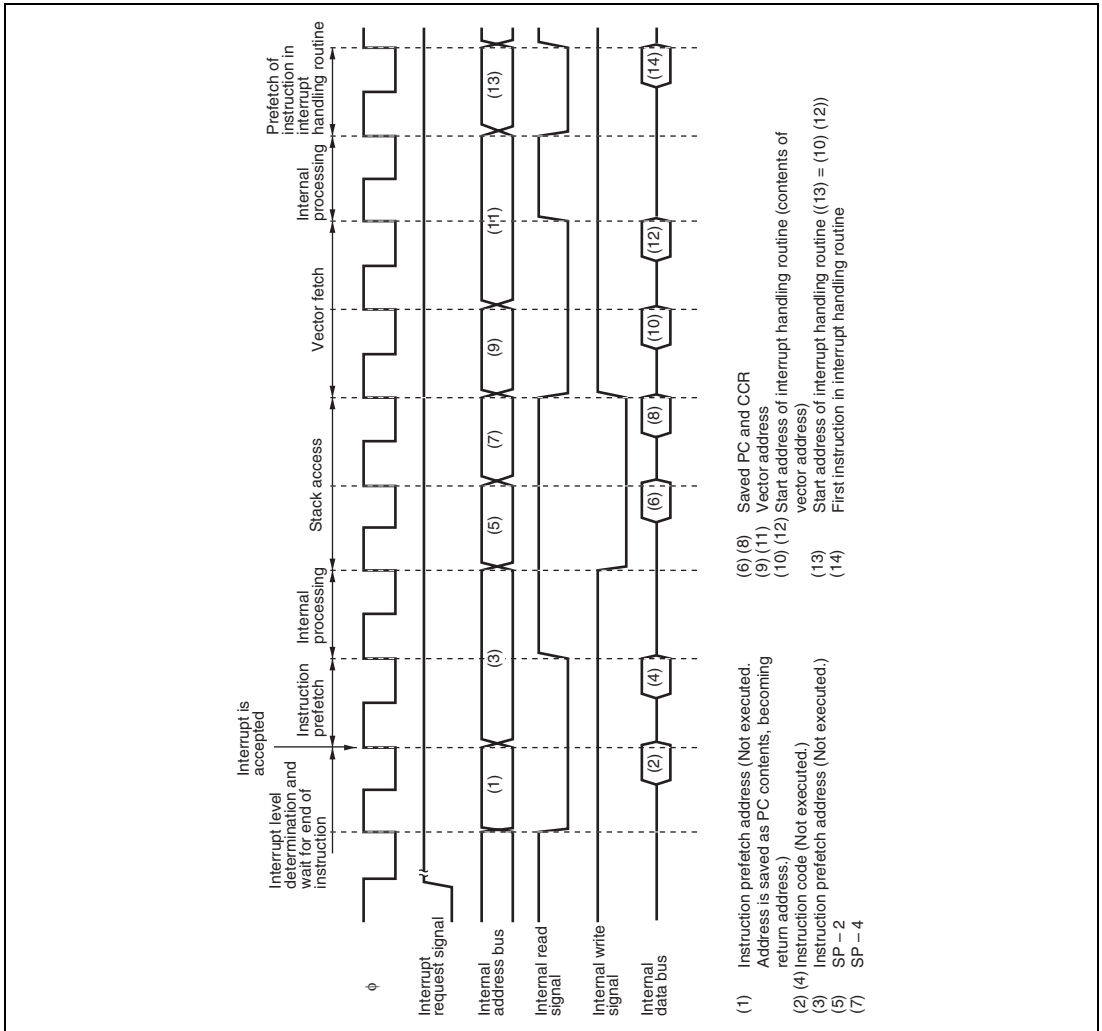 Interrupt is
accepted
Interrupt level
determination and
wait for end of
instruction
Instruction
prefetch
Internal
processing
Stack access
Vector fetch
Internal
processing
Prefetch of
instruction in
interrupt
handling routine
φ
Interrupt
request signal
Internal
address bus
(1)
(3)
(5)
(7)
(9)
(11)
(13)
Internal read
signal
Internal write
signal
Internal
data bus
(2)
(4)
(6)
(8)
(10)
(12)
(14)
(1) Instruction prefetch address (Not executed.
Address is saved as PC contents, becoming
return address.)
(2) (4) Instruction code (Not executed.)
(3) Instruction prefetch address (Not executed.)
(5) SP – 2
(7) SP – 4
(6) (8) Saved PC and CCR
(9) (11) Vector address
(10) (12) Start address of interrupt handling routine (contents of
vector address)
(13) Start address of interrupt handling routine ((13) = (10) (12))
(14) First instruction in interrupt handling routine